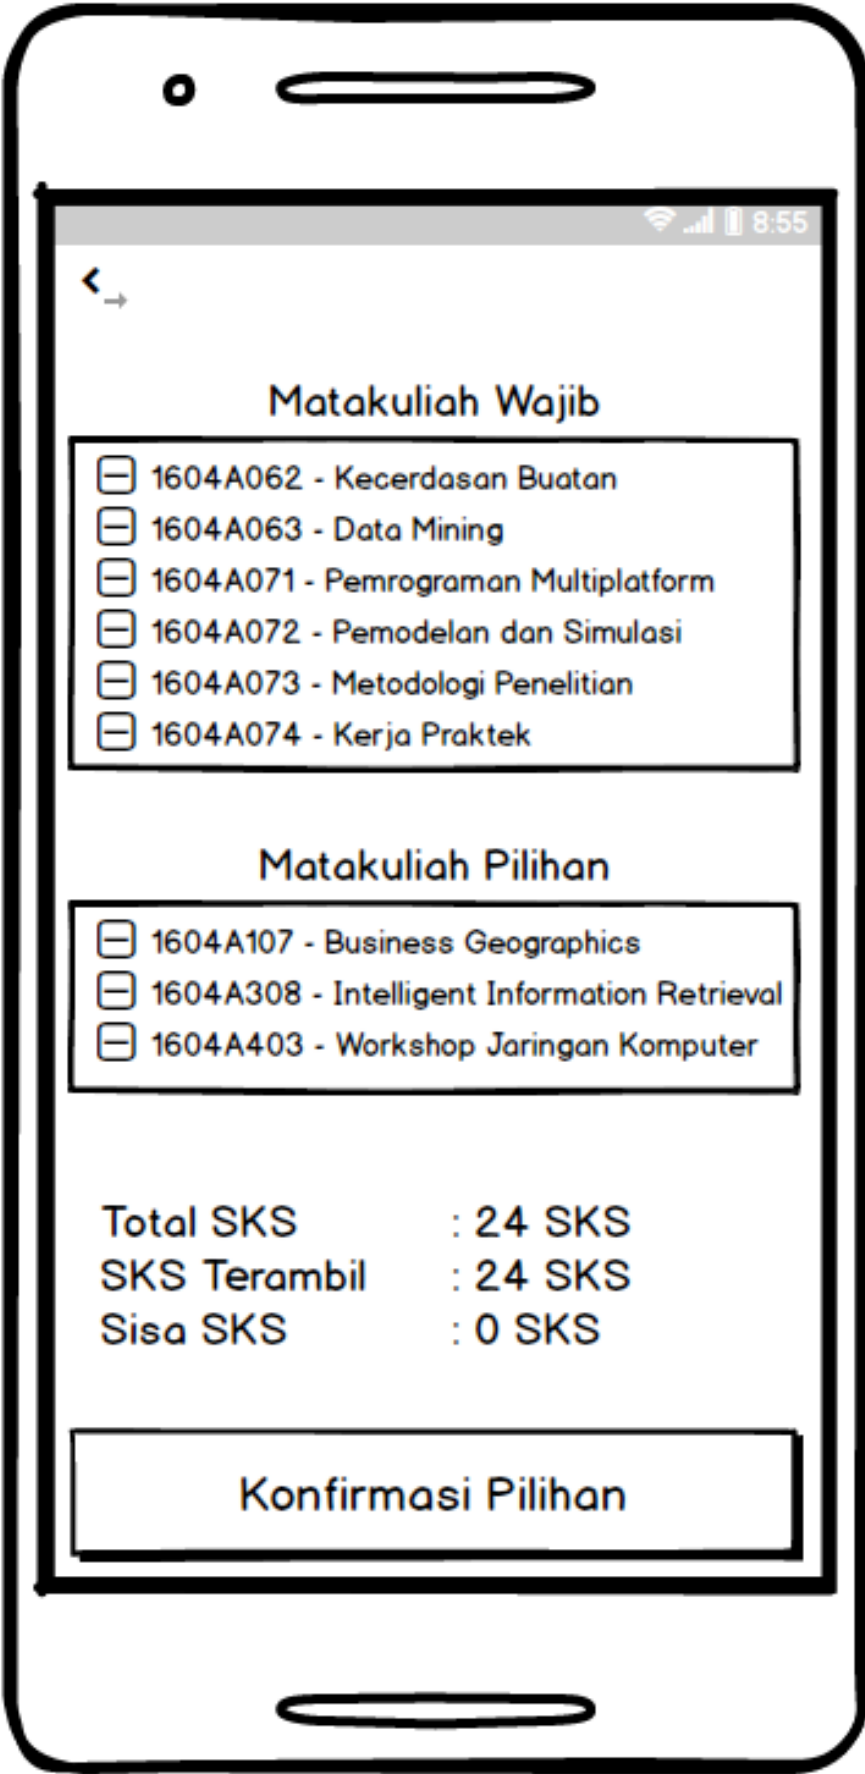 8:55
Matakuliah Wajib
1604A062 - Kecerdasan Buatan
1604A063 - Data Mining
1604A071 - Pemrograman Multiplatform
1604A072 - Pemodelan dan Simulasi
1604A073 - Metodologi Penelitian
1604A074 - Kerja Praktek
Matakuliah Pilihan
1604A107 - Business Geographics
1604A308 - Intelligent Information Retrieval
1604A403 - Workshop Jaringan Komputer
Total SKS : 24 SKS
SKS Terambil : 24 SKS
Sisa SKS : 0 SKS
Konfirmasi Pilihan